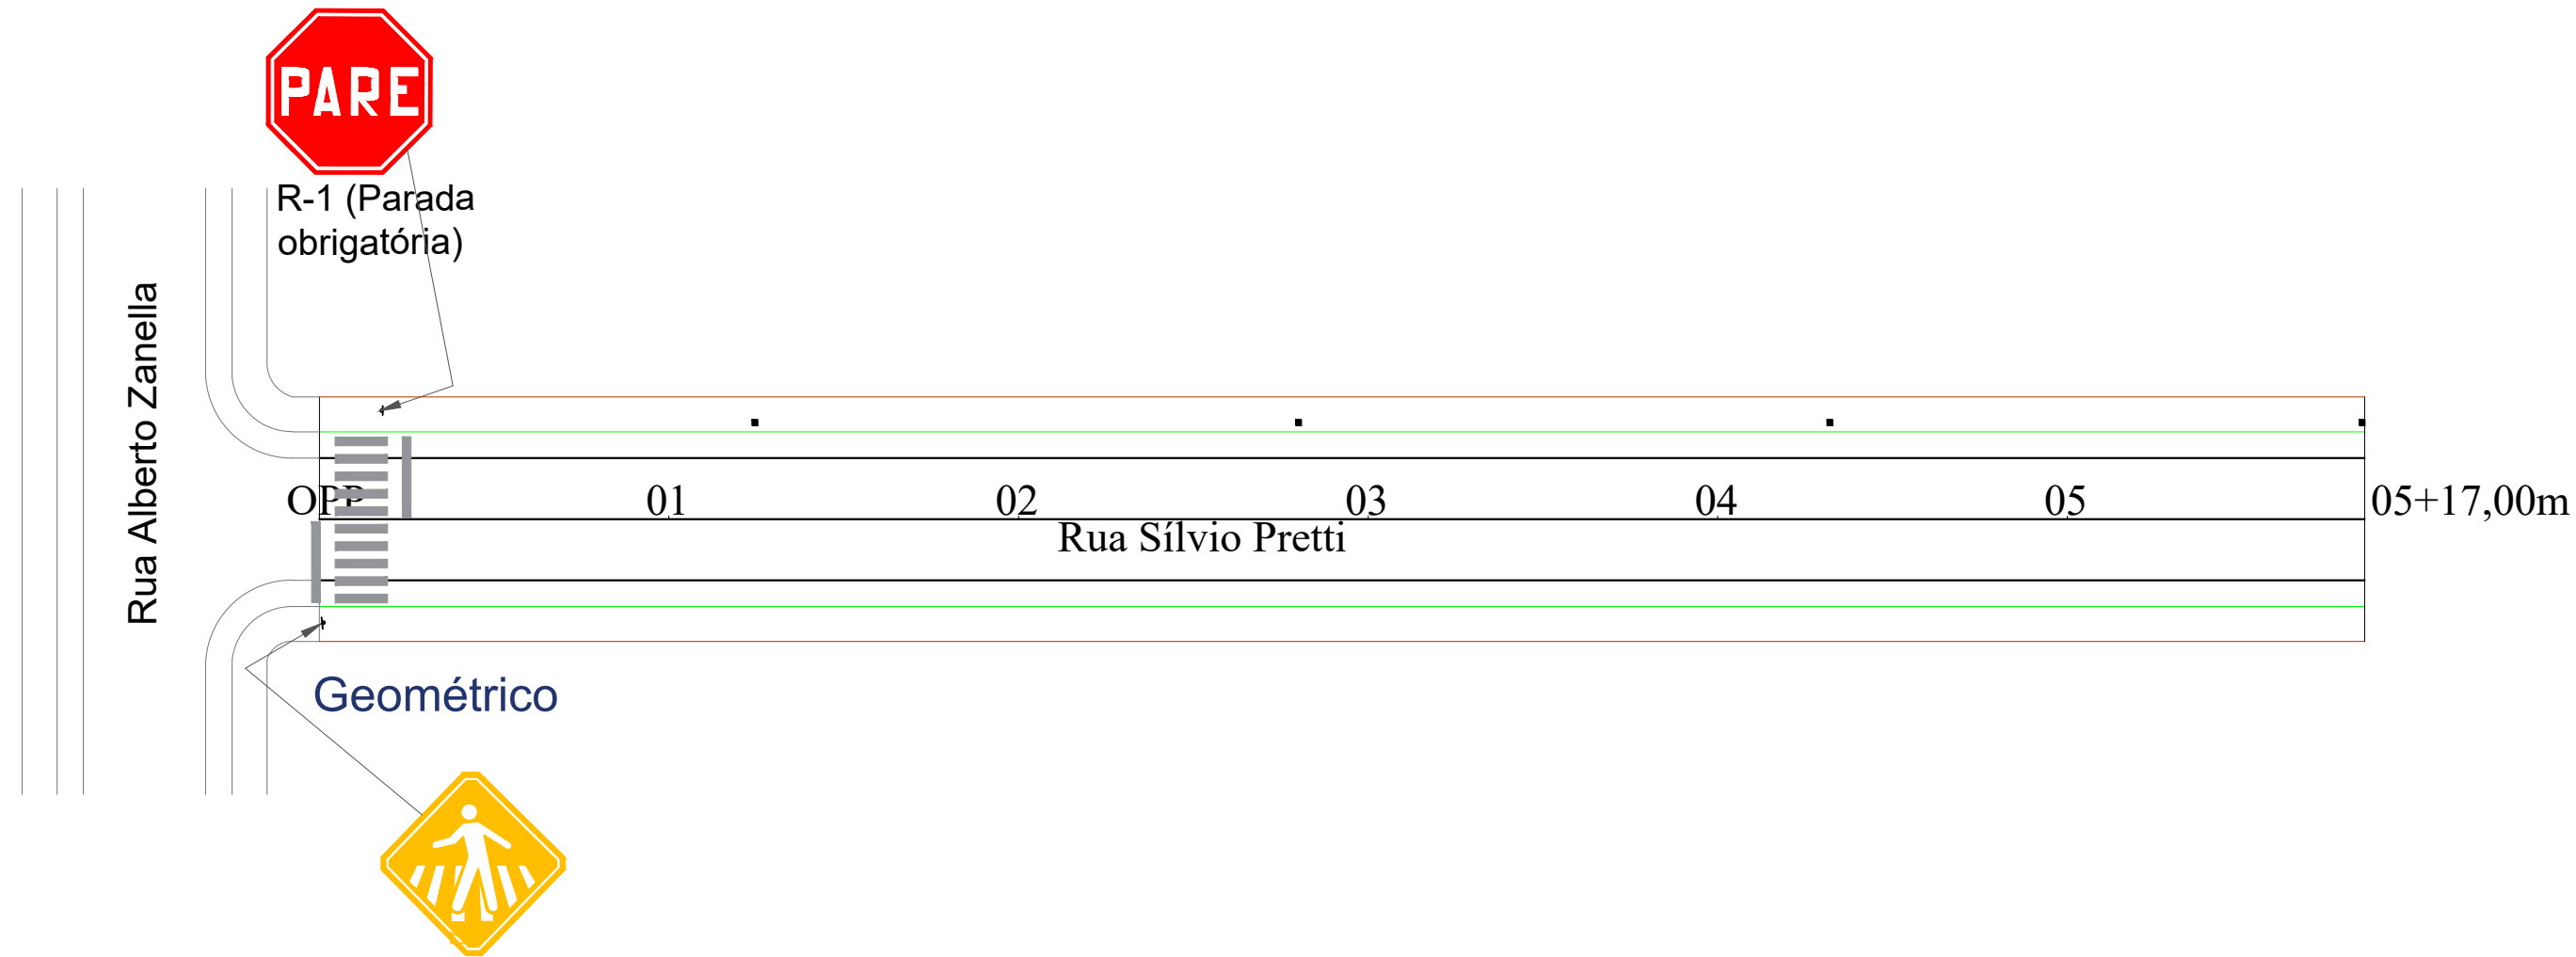 PARE
R-1 (Parada
obrigatória)
Rua Alberto Zanella
OPP
01
02
03
04
05
05+17,00m
Rua Sílvio Pretti
Geométrico